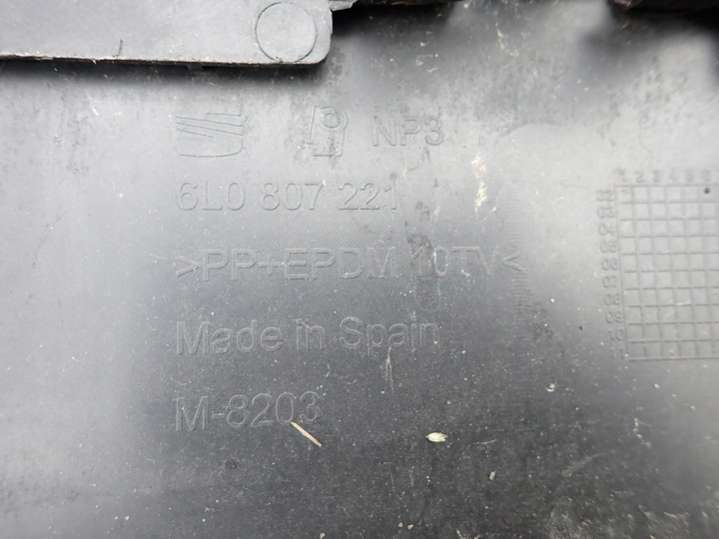 NP3
6L0 807 221
>PP+EPDM 10TV<
Made in Spain
M-8203